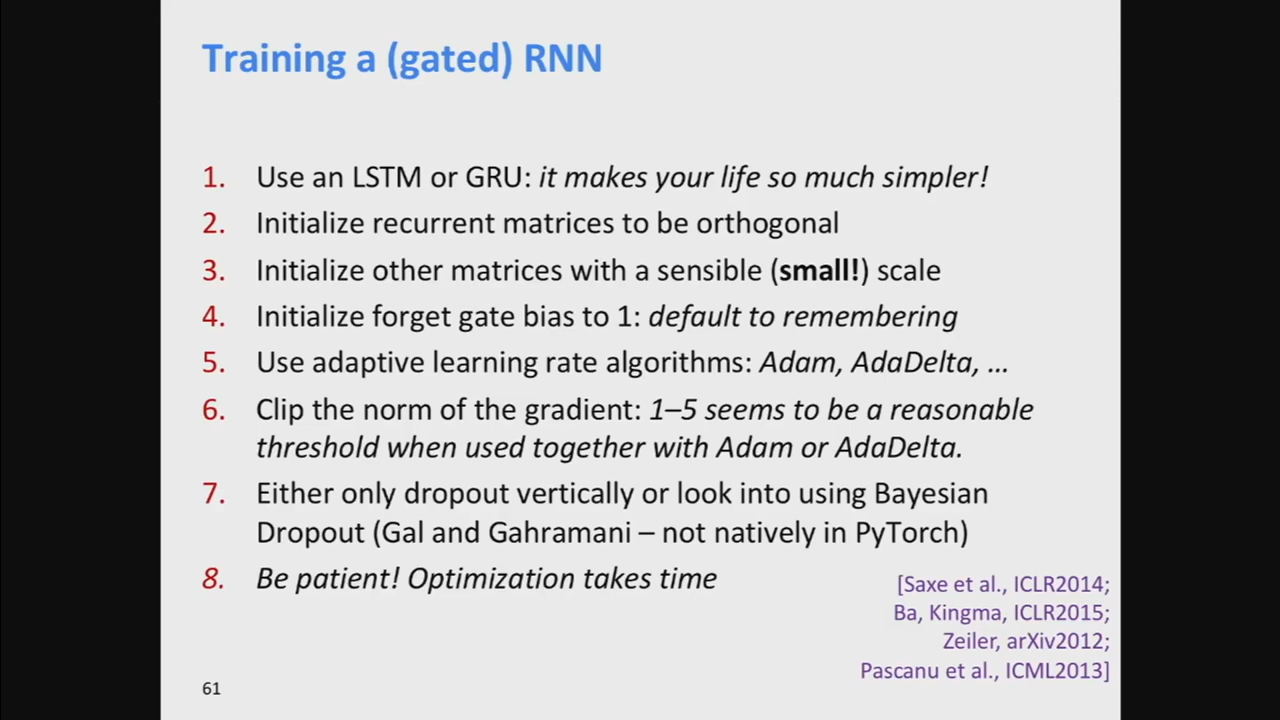 Training a (gated) RNN
1. Use an LSTM or GRU: it makes your life so much simpler!
2. Initialize recurrent matrices to be orthogonal
3. Initialize other matrices with a sensible (small!) scale
4. Initialize forget gate bias to 1: default to remembering
5. Use adaptive learning rate algorithms: Adam, AdaDelta, …
6. Clip the norm of the gradient: 1–5 seems to be a reasonable
threshold when used together with Adam or AdaDelta.
7. Either only dropout vertically or look into using Bayesian
Dropout (Gal and Gahramani – not natively in PyTorch)
8. Be patient! Optimization takes time
[Saxe et al., ICLR2014;
Ba, Kingma, ICLR2015;
Zeiler, arXiv2012;
Pascanu et al., ICML2013]
61